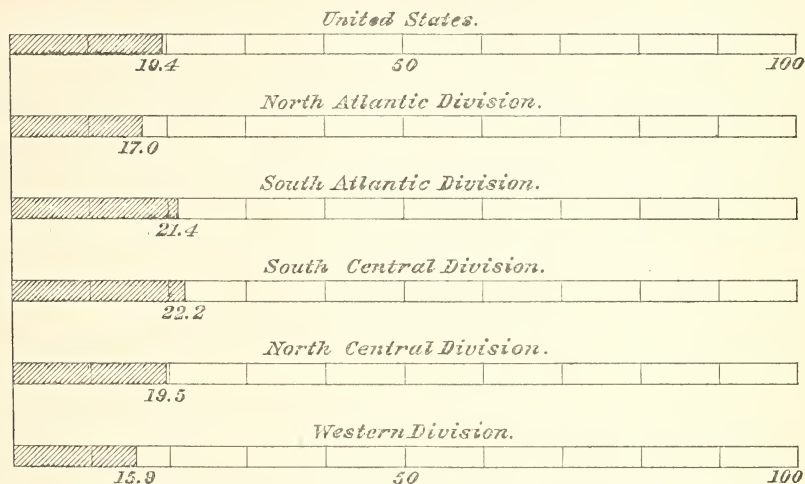 United States.
19.4 50 100
North Atlantic Division.
17.0
South Atlantic Division.
21.4
South Central Division.
22.2
North Central Division.
19.5
Western Division.
15.9 50 100